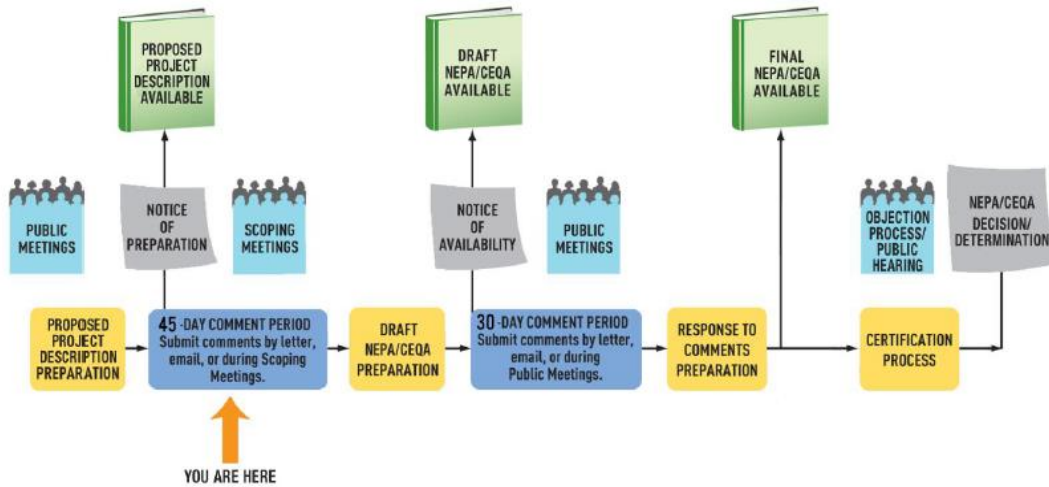 PROPOSED
PROJECT
DESCRIPTION
AVAILABLE
DRAFT
NEPA/CEQA
AVAILABLE
FINAL
NEPA/CEQA
AVAILABLE
PUBLIC
MEETINGS
NOTICE
OF
PREPARATION
SCOPING
MEETINGS
NOTICE
OF
AVAILABILITY
PUBLIC
MEETINGS
OBJECTION
PROCESS/
PUBLIC
HEARING
NEPA/CEQA
DECISION/
DETERMINATION
PROPOSED
PROJECT
DESCRIPTION
PREPARATION
45-DAY COMMENT PERIOD
Submit comments by letter,
email, or during Scoping
Meetings.
DRAFT
NEPA/CEQA
PREPARATION
30-DAY COMMENT PERIOD
Submit comments by letter,
email, or during
Public Meetings.
RESPONSE TO
COMMENTS
PREPARATION
CERTIFICATION
PROCESS
YOU ARE HERE